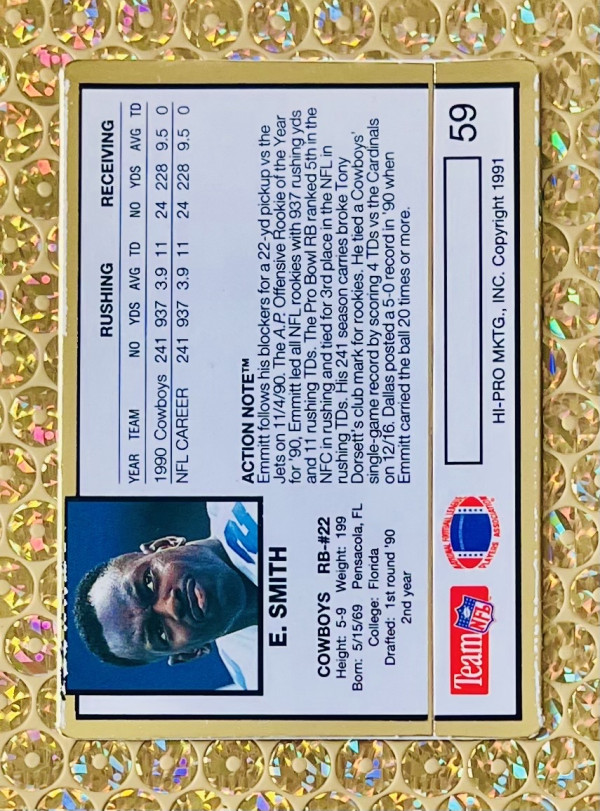 RUSHING RECEIVING
YEAR TEAM NO YDS AVG TD NO YDS AVG TD
1990 Cowboys 241 937 3.9 11 24 228 9.5 0
NFL CAREER 241 937 3.9 11 24 228 9.5 0
ACTION NOTE™
Emmitt follows his blockers for a 22-yd pickup vs the
Jets on 11/4/90. The A.P. Offensive Rookie of the Year
for '90, Emmitt led all NFL rookies with 937 rushing yds
and 11 rushing TDs. The Pro Bowl RB ranked 5th in the
NFC in rushing and tied for 3rd place in the NFL in
rushing TDs. His 241 season carries broke Tony
Dorsett's club mark for rookies. He tied a Cowboys'
single-game record by scoring 4 TDs vs the Cardinals
on 12/16. Dallas posted a 5-0 record in '90 when
Emmitt carried the ball 20 times or more.
E. SMITH
COWBOYS RB-#22
Height: 5-9 Weight: 199
Born: 5/15/69 Pensacola, FL
College: Florida
Drafted: 1st round '90
2nd year
Team NFL
NATIONAL FOOTBALL LEAGUE
PLAYERS ASSOCIATION
59
HI-PRO MKTG., INC. Copyright 1991